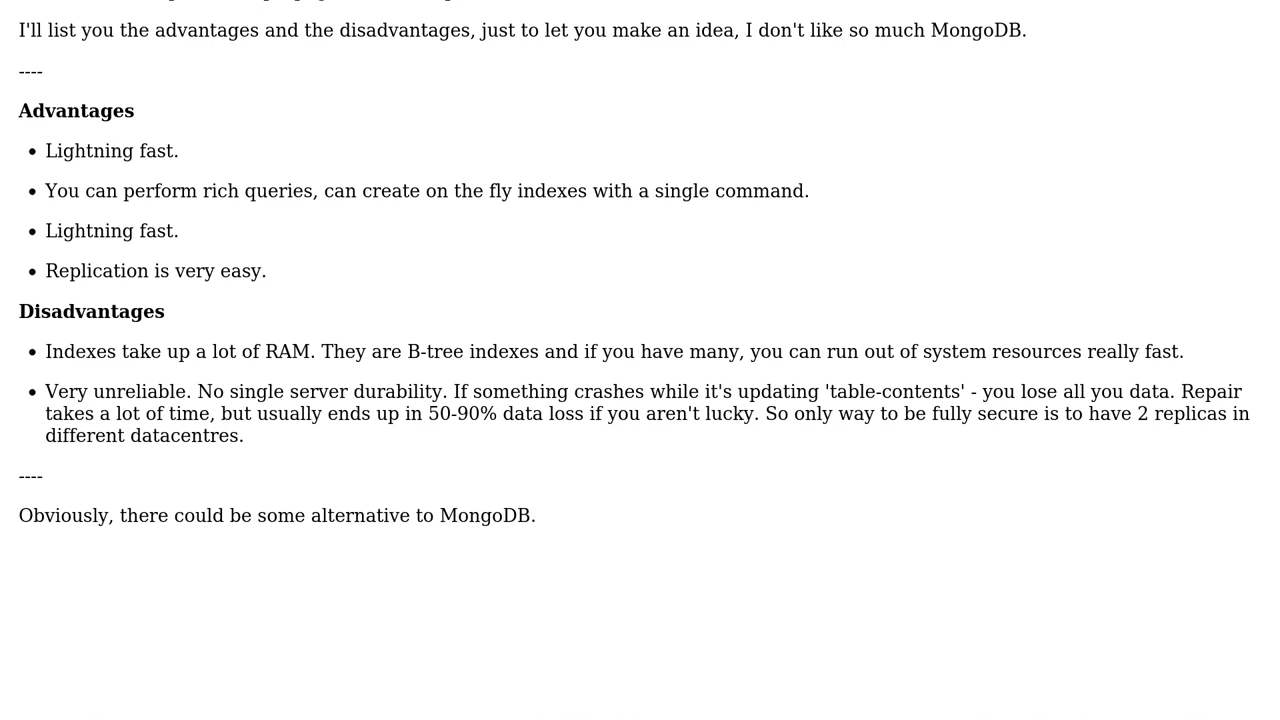 I'll list you the advantages and the disadvantages, just to let you make an idea, I don't like so much MongoDB.
----
Advantages
• Lightning fast.
• You can perform rich queries, can create on the fly indexes with a single command.
• Lightning fast.
• Replication is very easy.
Disadvantages
• Indexes take up a lot of RAM. They are B-tree indexes and if you have many, you can run out of system resources really fast.
• Very unreliable. No single server durability. If something crashes while it's updating 'table-contents' - you lose all you data. Repair
takes a lot of time, but usually ends up in 50-90% data loss if you aren't lucky. So only way to be fully secure is to have 2 replicas in
different datacentres.
----
Obviously, there could be some alternative to MongoDB.